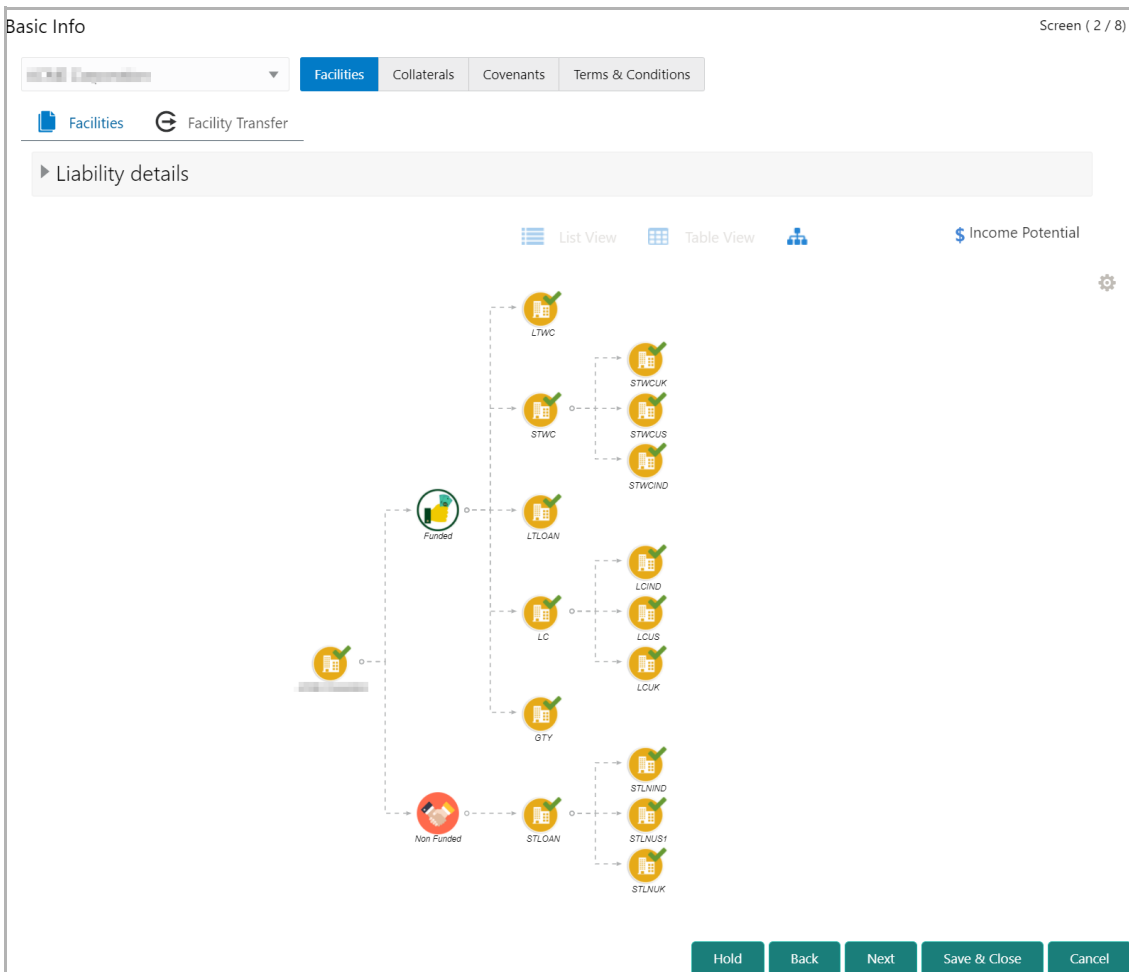 Basic Info
Screen ( 2 / 8)
Facilities Collaterals Covenants Terms & Conditions
Facilities Facility Transfer
Liability details
List View Table View
$ Income Potential
LTWC
STWCUK
STWC
STWCUS
STWCIND
Funded
LTLOAN
LCIND
LC
LCUS
LCUK
GTY
STLNIND
Non Funded
STLOAN
STLNUS1
STLNUK
Hold Back Next Save & Close Cancel